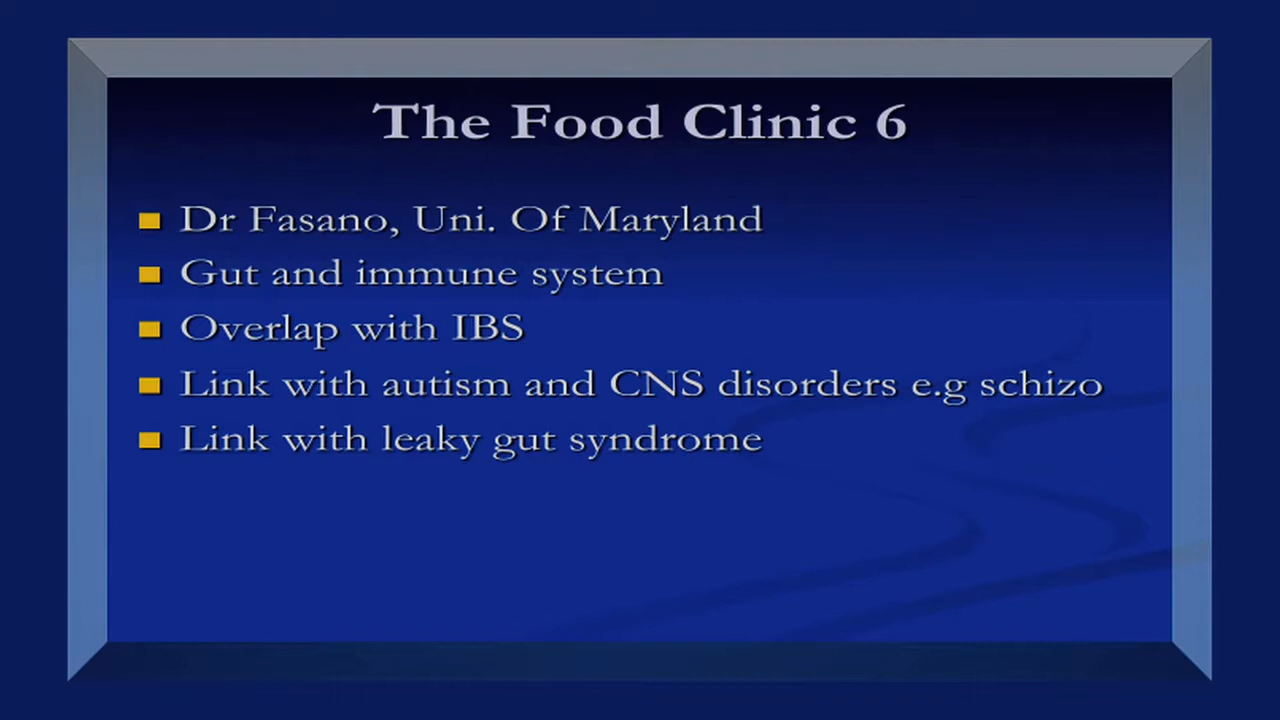 The Food Clinic 6
Dr Fasano, Uni. Of Maryland
Gut and immune system
Overlap with IBS
Link with autism and CNS disorders e.g schizo
Link with leaky gut syndrome